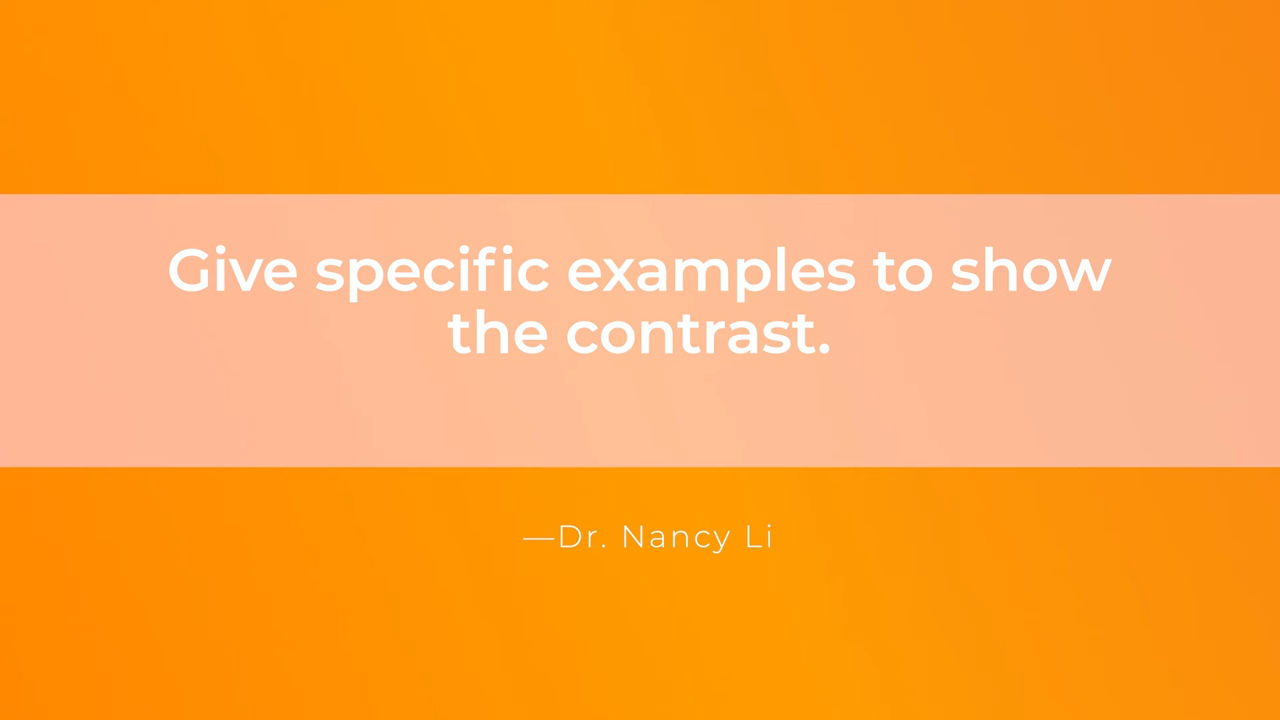 Give specific examples to show
the contrast.
—Dr. Nancy Li